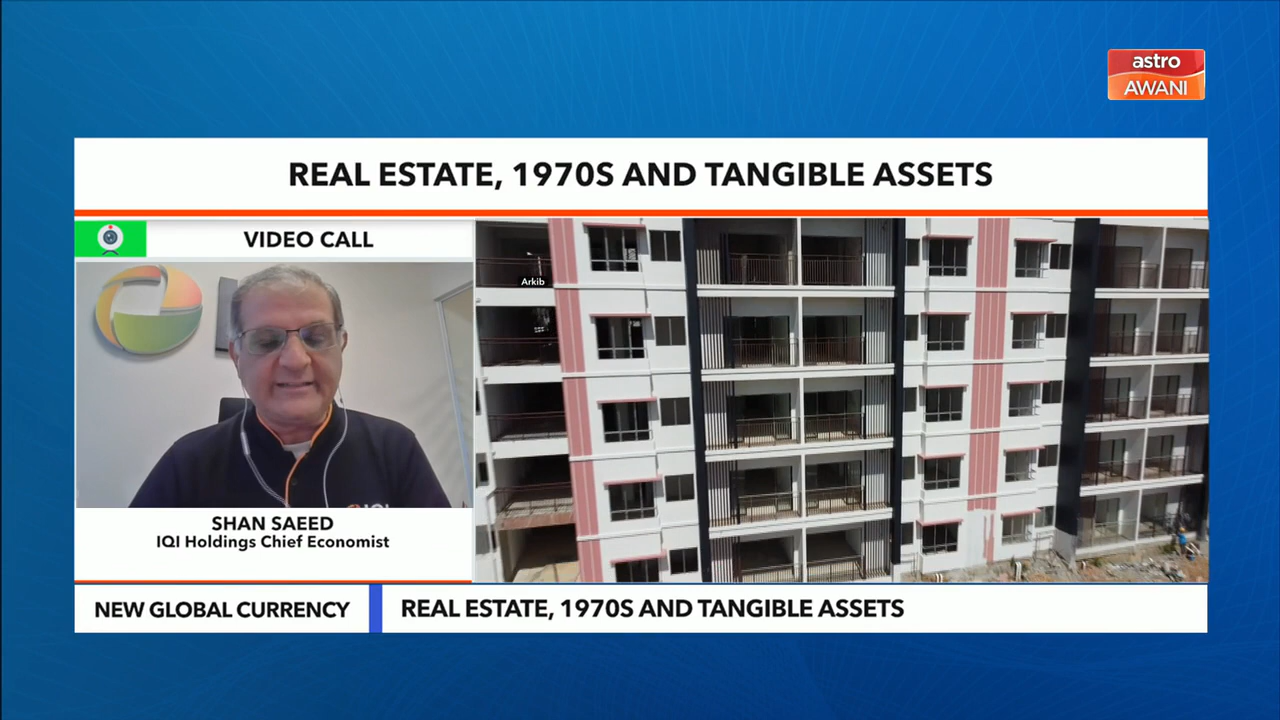 astro
AWANI
REAL ESTATE, 1970S AND TANGIBLE ASSETS
VIDEO CALL
Arkib
SHAN SAEED
IQI Holdings Chief Economist
NEW GLOBAL CURRENCY
REAL ESTATE, 1970S AND TANGIBLE ASSETS